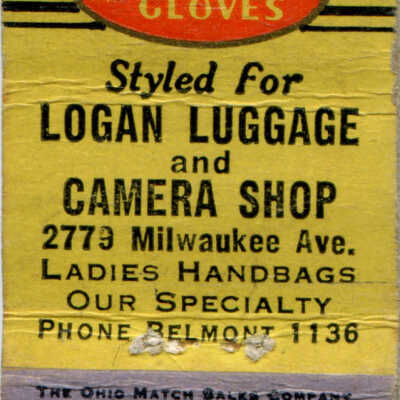 GLOVES
Styled For
LOGAN LUGGAGE
and
CAMERA SHOP
2779 Milwaukee Ave.
LADIES HANDBAGS
OUR SPECIALTY
PHONE BELMONT 1136
THE OHIO MATCH SALES COMPANY